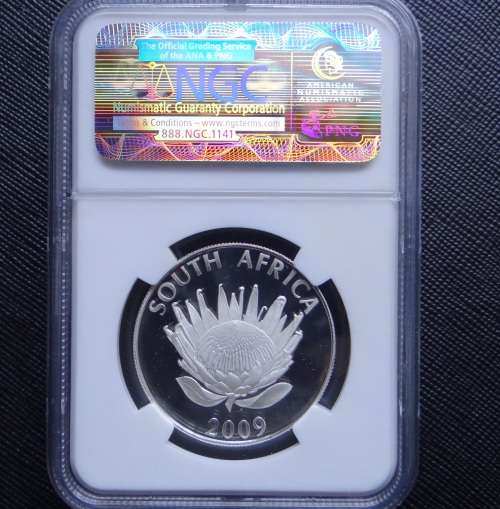 The Official Grading Service
of the ANA & PNG
NGC
Numismatic Guaranty Corporation
Terms & Conditions – www.ngcterms.com
888.NGC.1141
AMERICAN
NUMISMATIC
ASSOCIATION
PNG
SOUTH AFRICA
2009